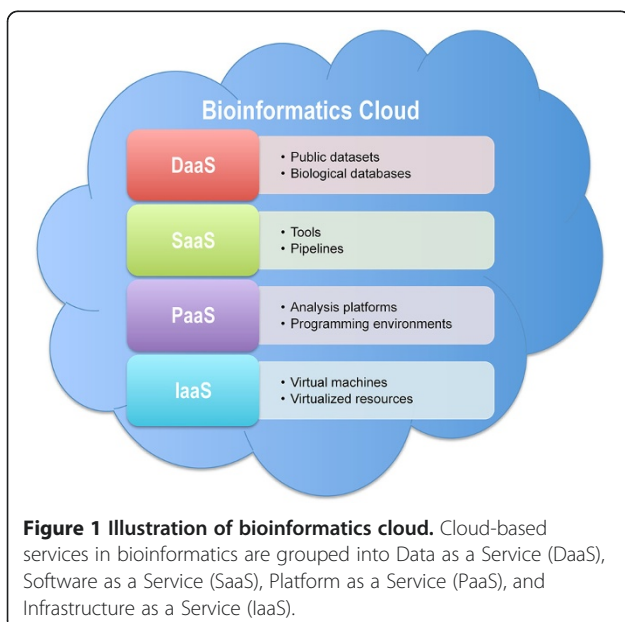 Bioinformatics Cloud
DaaS
• Public datasets
• Biological databases
SaaS
• Tools
• Pipelines
PaaS
• Analysis platforms
• Programming environments
IaaS
• Virtual machines
• Virtualized resources
Figure 1 Illustration of bioinformatics cloud. Cloud-based
services in bioinformatics are grouped into Data as a Service (DaaS),
Software as a Service (SaaS), Platform as a Service (PaaS), and
Infrastructure as a Service (IaaS).